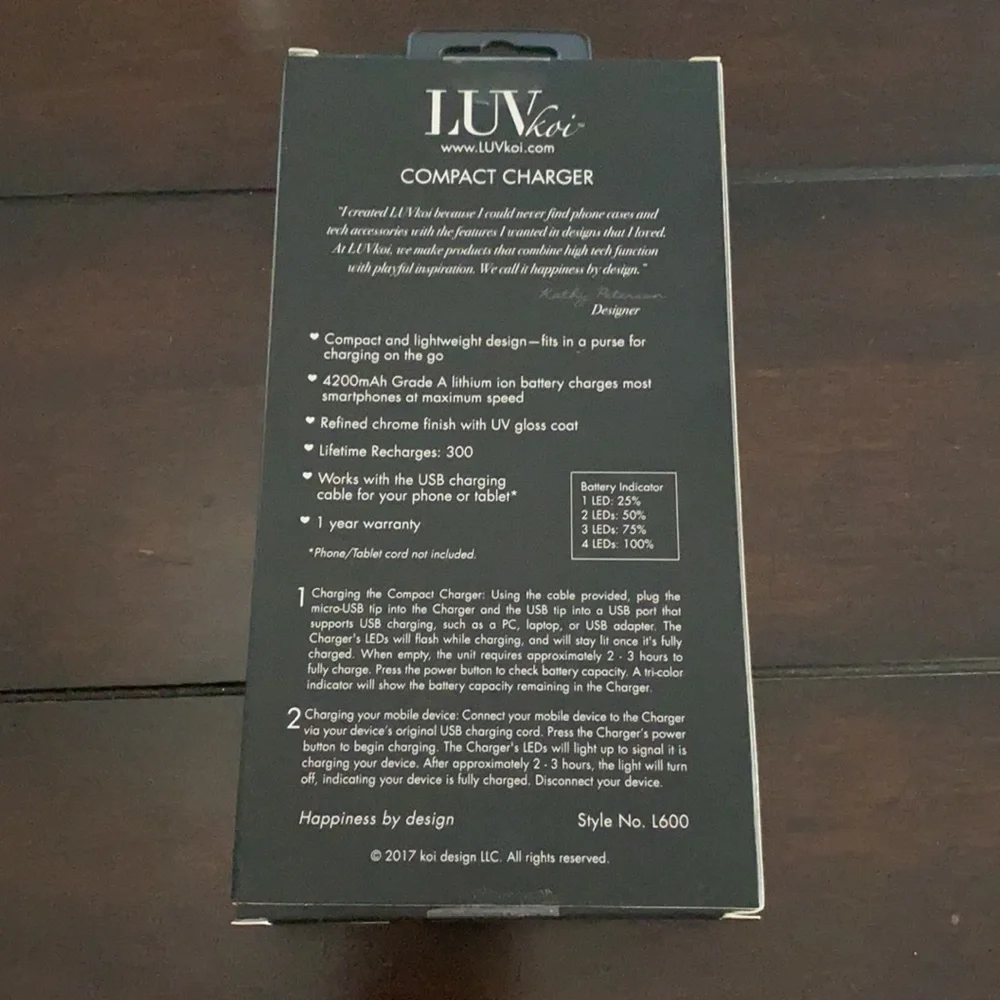 LUVkoi™
www.LUVkoi.com
COMPACT CHARGER
"I created LUVkoi because I could never find phone cases and
tech accessories with the features I wanted in designs that I loved.
At LUVkoi, we make products that combine high tech function
with playful inspiration. We call it happiness by design."
Kathy Peterson
Designer
Compact and lightweight design—fits in a purse for
charging on the go
4200mAh Grade A lithium ion battery charges most
smartphones at maximum speed
Refined chrome finish with UV gloss coat
Lifetime Recharges: 300
Works with the USB charging
cable for your phone or tablet*
1 year warranty
*Phone/Tablet cord not included.
Battery Indicator
1 LED: 25%
2 LEDs: 50%
3 LEDs: 75%
4 LEDs: 100%
1 Charging the Compact Charger: Using the cable provided, plug the
micro-USB tip into the Charger and the USB tip into a USB port that
supports USB charging, such as a PC, laptop, or USB adapter. The
Charger's LEDs will flash while charging, and will stay lit once it's fully
charged. When empty, the unit requires approximately 2 - 3 hours to
fully charge. Press the power button to check battery capacity. A tri-color
indicator will show the battery capacity remaining in the Charger.
2 Charging your mobile device: Connect your mobile device to the Charger
via your device's original USB charging cord. Press the Charger's power
button to begin charging. The Charger's LEDs will light up to signal it is
charging your device. After approximately 2 - 3 hours, the light will turn
off, indicating your device is fully charged. Disconnect your device.
Happiness by design
Style No. L600
© 2017 koi design LLC. All rights reserved.